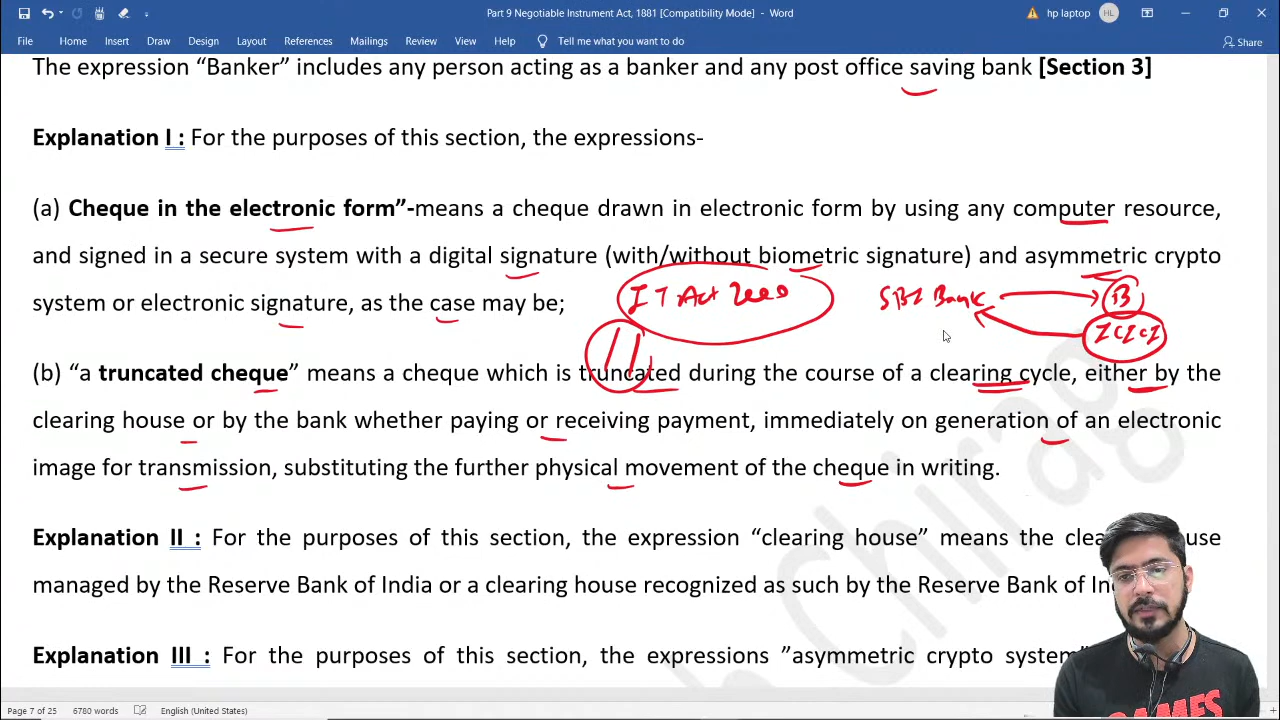 Part 9 Negotiable Instrument Act, 1881 [Compatibility Mode] - Word
hp laptop HL
File Home Insert Draw Design Layout References Mailings Review View Help Tell me what you want to do Share
The expression “Banker” includes any person acting as a banker and any post office saving bank [Section 3]
Explanation I : For the purposes of this section, the expressions-
(a) Cheque in the electronic form”-means a cheque drawn in electronic form by using any computer resource,
and signed in a secure system with a digital signature (with/without biometric signature) and asymmetric crypto
system or electronic signature, as the case may be;
IT Act 2000 SBI Bank B
ICICI
(b) “a truncated cheque” means a cheque which is truncated during the course of a clearing cycle, either by the
clearing house or by the bank whether paying or receiving payment, immediately on generation of an electronic
image for transmission, substituting the further physical movement of the cheque in writing.
Chirag
Explanation II : For the purposes of this section, the expression “clearing house” means the use
managed by the Reserve Bank of India or a clearing house recognized as such by the Reserve Bank of
Explanation III : For the purposes of this section, the expressions ”asymmetric crypto system”
GAMES
Page 7 of 25 6780 words English (United States)